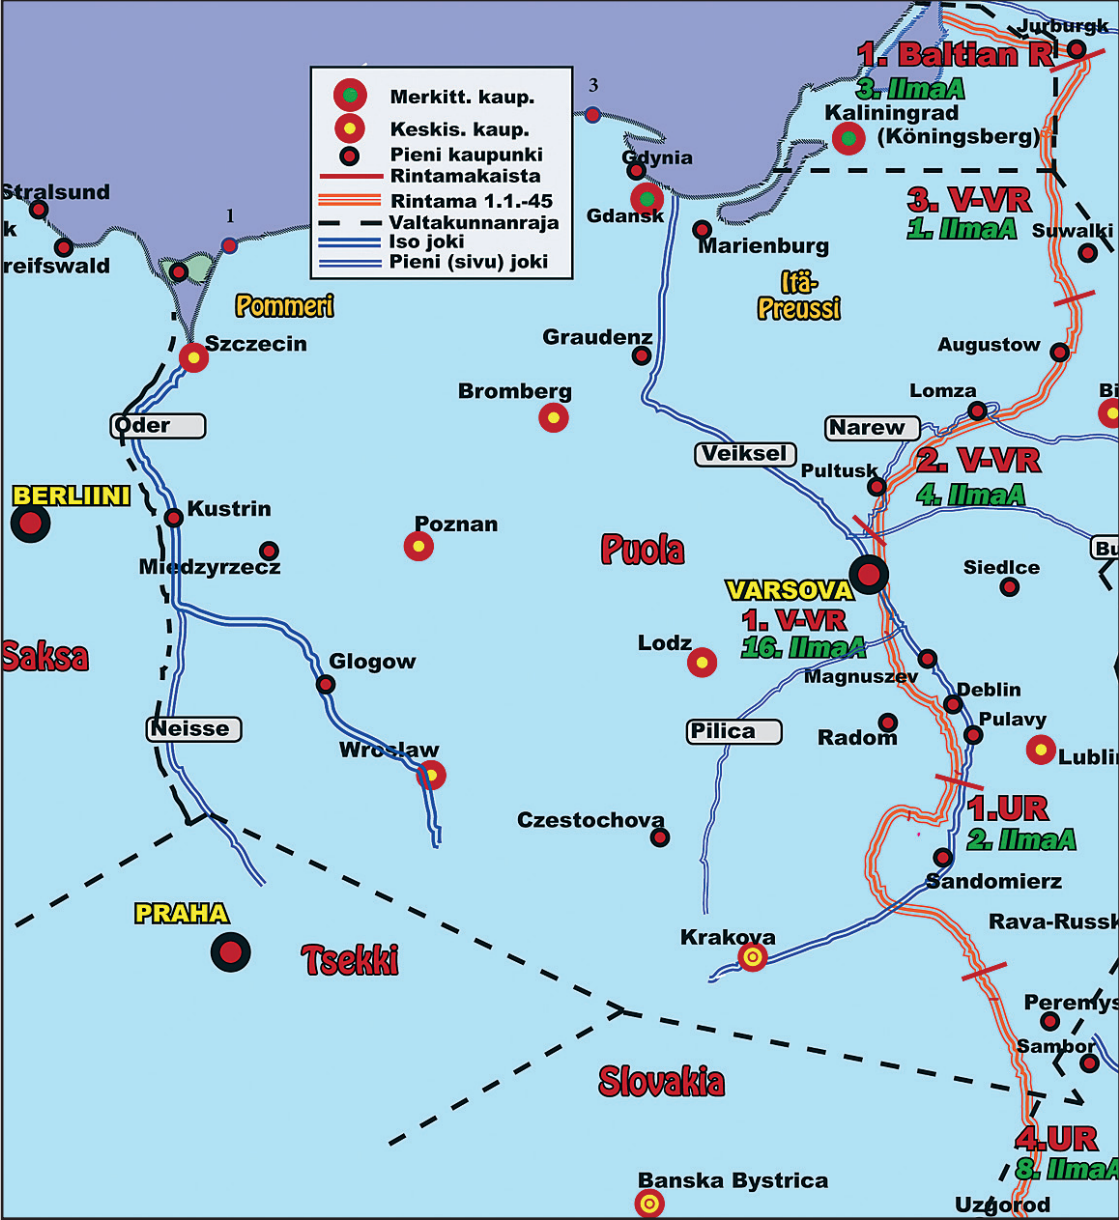 Jurburgk
1. Baltian R
3. IlmaA
Kaliningrad
(Köningsberg)
3
Merkitt. kaup.
Keskis. kaup.
Pieni kaupunki
Rintamakaista
Rintama 1.1.-45
Valtakunnanraja
Iso joki
Pieni (sivu) joki
Gdynia
Gdansk
Marienburg
Stralsund
k
reifswald
1
3. V-VR
1. IlmaA
Suwalki
Itä-
Preussi
Pommeri
Szczecin
Graudenz
Augustow
Bromberg
Lomza
Bi
Oder
Narew
Veiksel
Pultusk
2. V-VR
4. IlmaA
BERLIINI
Kustrin
Poznan
Puola
Bu
Miedzyrzecz
Siedlce
VARSOVA
1. V-VR
16. IlmaA
Saksa
Lodz
Glogow
Magnuszev
Deblin
Neisse
Pilica
Radom
Pulavy
Wroslaw
Lublin
1.UR
2. IlmaA
Czestochova
Sandomierz
PRAHA
Rava-Russk
Krakova
Tsekki
Peremys
Sambor
Slovakia
4.UR
8. IlmaA
Banska Bystrica
Uzgorod